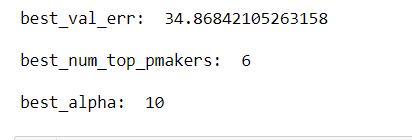 best_val_err:  34.86842105263158
best_num_top_pmakers:  6
best_alpha:  10